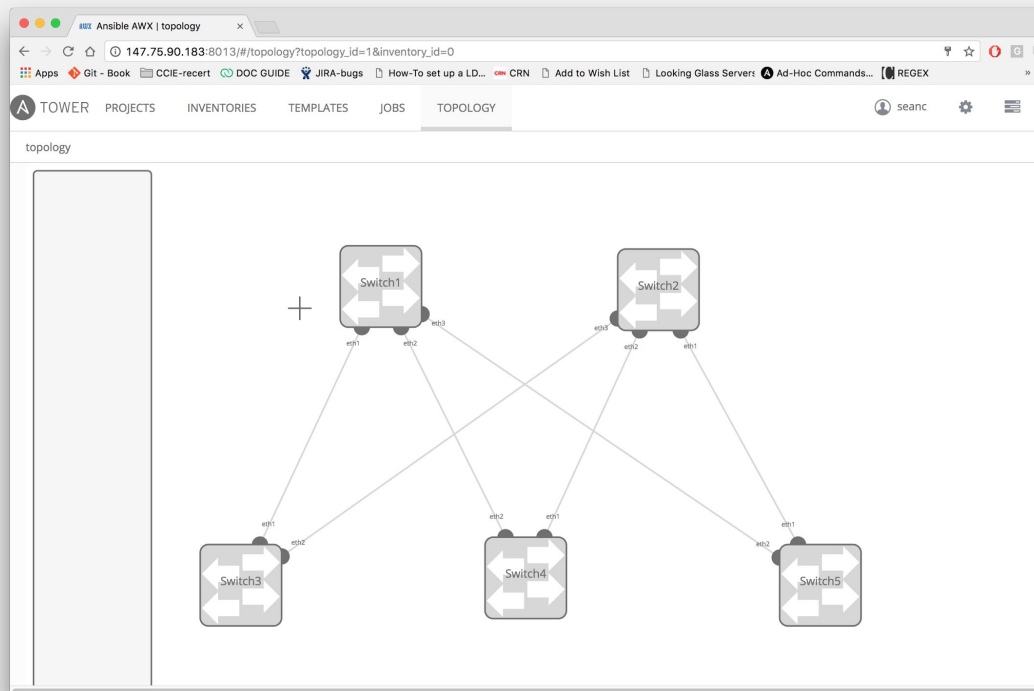 AWX Ansible AWX | topology ×
147.75.90.183:8013/#/topology?topology_id=1&inventory_id=0
Apps Git - Book CCIE-recert DOC GUIDE JIRA-bugs How-To set up a LD... CRN CRN Add to Wish List Looking Glass Servers A Ad-Hoc Commands... REGEX »
A TOWER PROJECTS INVENTORIES TEMPLATES JOBS TOPOLOGY seanc
topology
Switch1 Switch2
eth3 eth3
eth1 eth2 eth2 eth1
eth2 eth1
eth1 eth1
eth2 eth2
Switch3 Switch4 Switch5